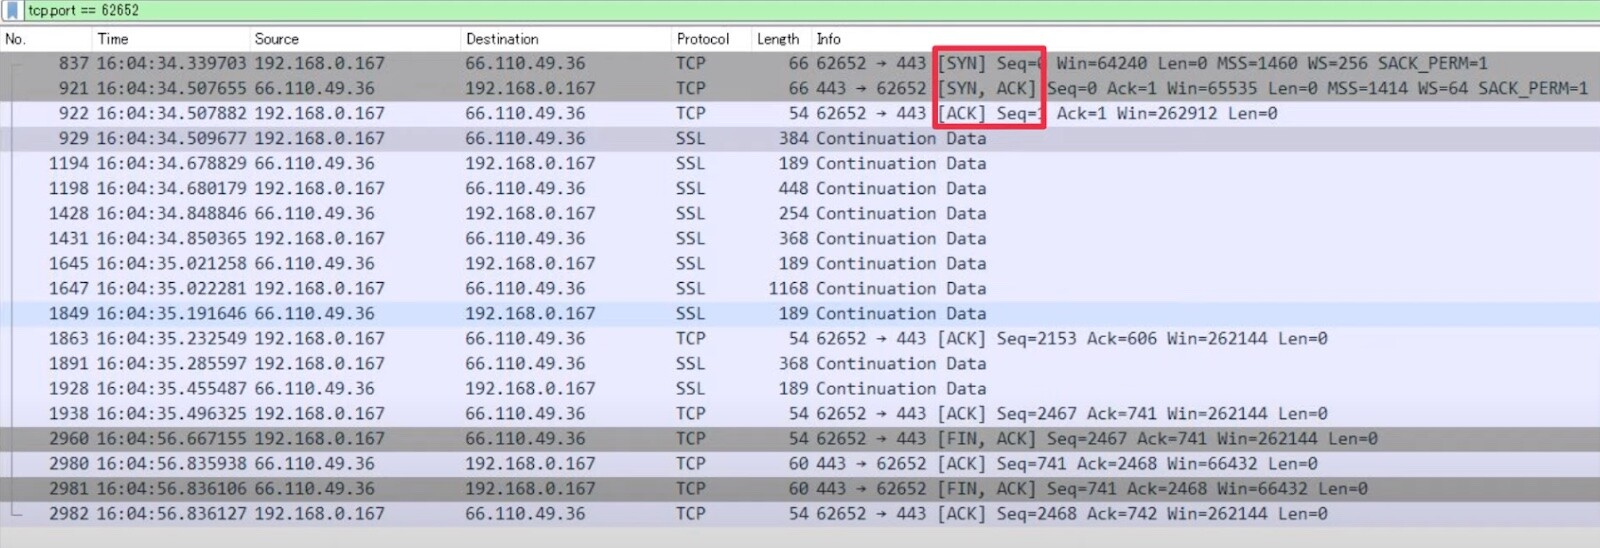 tcp.port == 62652
No. Time Source Destination Protocol Length Info
837 16:04:34.339703 192.168.0.167 66.110.49.36 TCP 66 62652 → 443 [SYN] Seq=0 Win=64240 Len=0 MSS=1460 WS=256 SACK_PERM=1
921 16:04:34.507655 66.110.49.36 192.168.0.167 TCP 66 443 → 62652 [SYN, ACK] Seq=0 Ack=1 Win=65535 Len=0 MSS=1414 WS=64 SACK_PERM=1
922 16:04:34.507882 192.168.0.167 66.110.49.36 TCP 54 62652 → 443 [ACK] Seq=1 Ack=1 Win=262912 Len=0
929 16:04:34.509677 192.168.0.167 66.110.49.36 SSL 384 Continuation Data
1194 16:04:34.678829 66.110.49.36 192.168.0.167 SSL 189 Continuation Data
1198 16:04:34.680179 192.168.0.167 66.110.49.36 SSL 448 Continuation Data
1428 16:04:34.848846 66.110.49.36 192.168.0.167 SSL 254 Continuation Data
1431 16:04:34.850365 192.168.0.167 66.110.49.36 SSL 368 Continuation Data
1645 16:04:35.021258 66.110.49.36 192.168.0.167 SSL 189 Continuation Data
1647 16:04:35.022281 192.168.0.167 66.110.49.36 SSL 1168 Continuation Data
1849 16:04:35.191646 66.110.49.36 192.168.0.167 SSL 189 Continuation Data
1863 16:04:35.232549 192.168.0.167 66.110.49.36 TCP 54 62652 → 443 [ACK] Seq=2153 Ack=606 Win=262144 Len=0
1891 16:04:35.285597 192.168.0.167 66.110.49.36 SSL 368 Continuation Data
1928 16:04:35.455487 66.110.49.36 192.168.0.167 SSL 189 Continuation Data
1938 16:04:35.496325 192.168.0.167 66.110.49.36 TCP 54 62652 → 443 [ACK] Seq=2467 Ack=741 Win=262144 Len=0
2960 16:04:56.667155 192.168.0.167 66.110.49.36 TCP 54 62652 → 443 [FIN, ACK] Seq=2467 Ack=741 Win=262144 Len=0
2980 16:04:56.835938 66.110.49.36 192.168.0.167 TCP 60 443 → 62652 [ACK] Seq=741 Ack=2468 Win=66432 Len=0
2981 16:04:56.836106 66.110.49.36 192.168.0.167 TCP 60 443 → 62652 [FIN, ACK] Seq=741 Ack=2468 Win=66432 Len=0
2982 16:04:56.836127 192.168.0.167 66.110.49.36 TCP 54 62652 → 443 [ACK] Seq=2468 Ack=742 Win=262144 Len=0